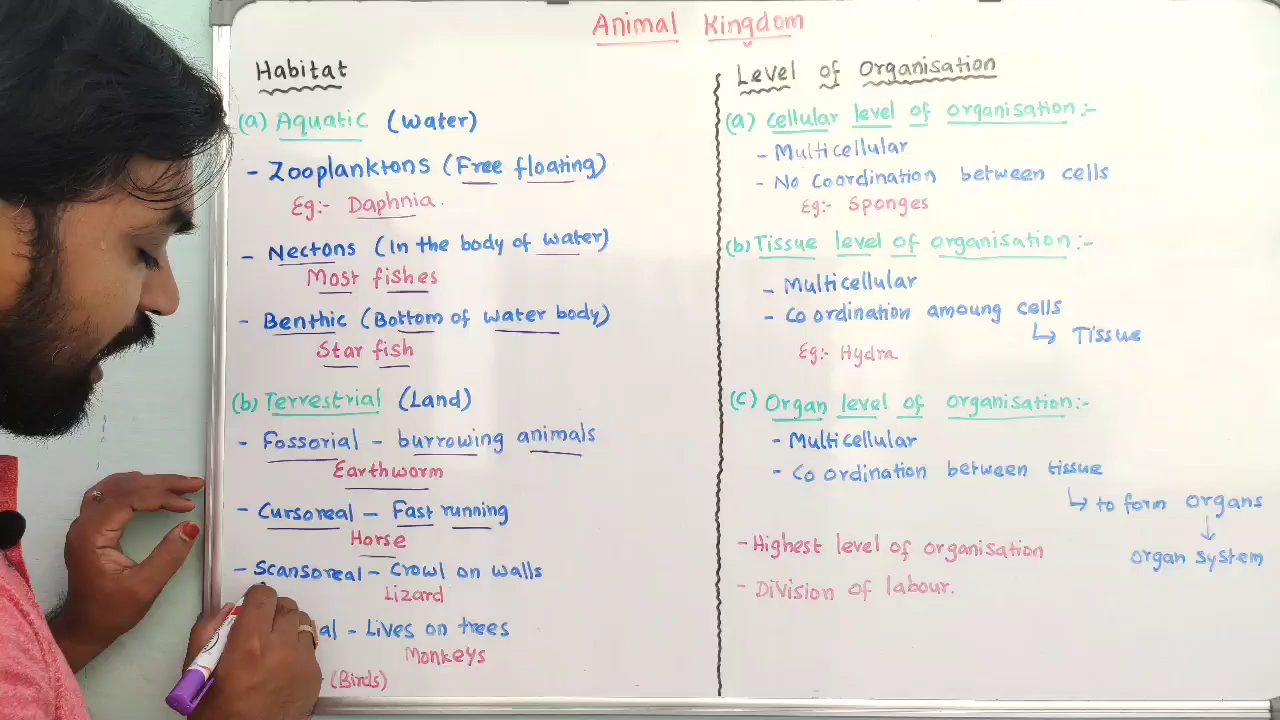 Animal Kingdom
Habitat
(a) Aquatic (water)
- Zooplanktons (Free floating)
Eg:- Daphnia.
- Nectons (In the body of water)
Most fishes
- Benthic (Bottom of water body)
Star fish
(b) Terrestrial (Land)
- Fossorial - burrowing animals
Earthworm
- Cursoreal - Fast running
Horse
- Scansoreal - Crowl on walls
Lizard
al - Lives on trees
Monkeys
(Birds)
Level of Organisation
(a) Cellular level of organisation :-
- Multicellular
- No Coordination between cells
Eg:- Sponges
(b) Tissue level of organisation :-
- Multicellular
- Co ordination amoung cells
↳ Tissue
Eg:- Hydra
(C) Organ level of organisation :-
- Multicellular
- Co ordination between tissue
↳ to form organs
↓
organ system
- Highest level of organisation
- Division of labour.